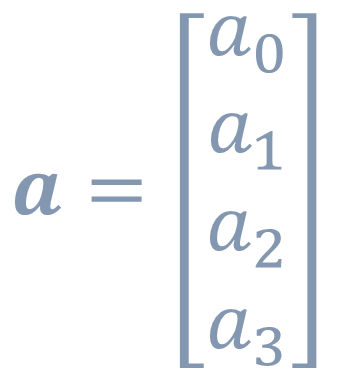 a = [a₀
a₁
a₂
a₃]